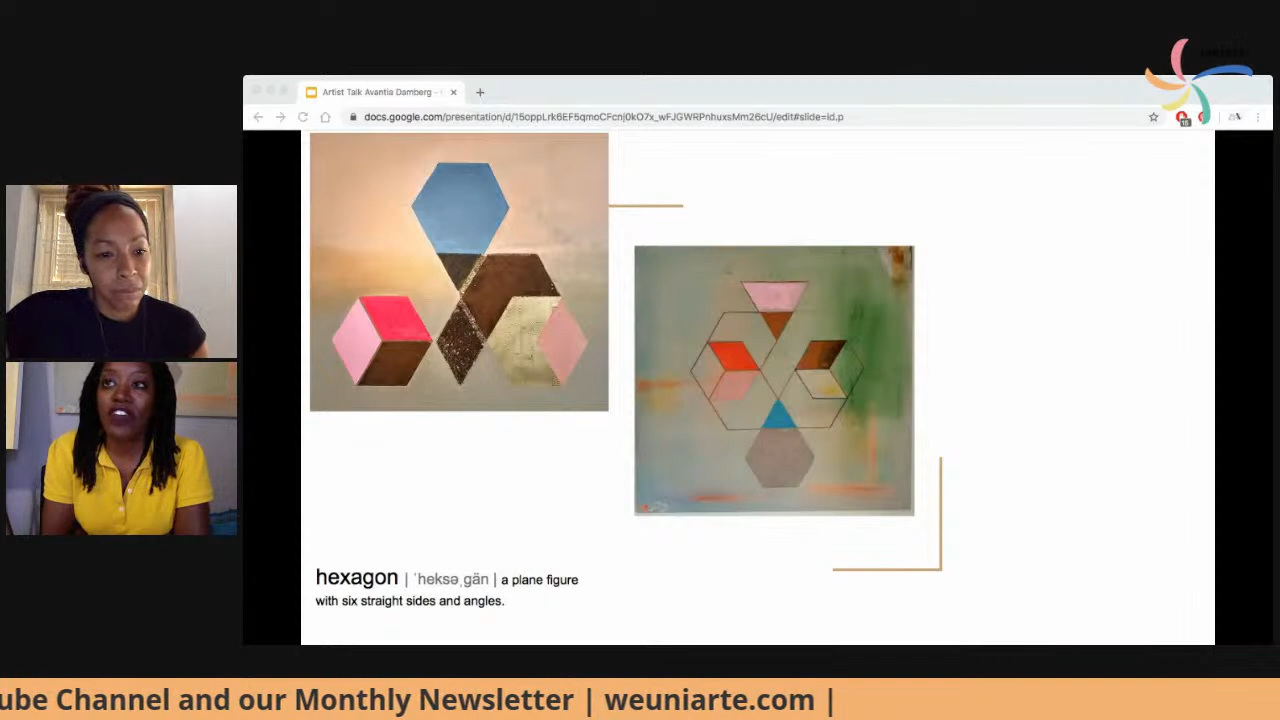 Artist Talk Avantia Damberg -
docs.google.com/presentation/d/15oppLrk6EF5qmoCFcnj0kO7x_wFJGWRPnhuxsMm26cU/edit#slide=id.p
hexagon | ˈheksəˌgän | a plane figure
with six straight sides and angles.
ube Channel and our Monthly Newsletter | weuniarte.com |